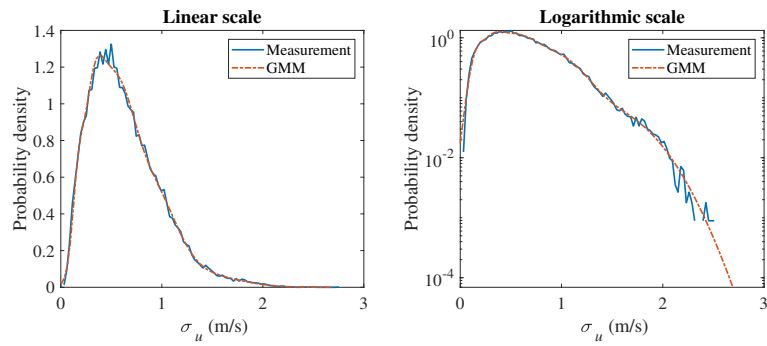 Linear scale
Probability density
1.4
1.2
1
0.8
0.6
0.4
0.2
0
0 1 2 3
σ_u (m/s)
Measurement
GMM
Logarithmic scale
Probability density
10^0
10^-2
10^-4
0 1 2 3
σ_u (m/s)
Measurement
GMM